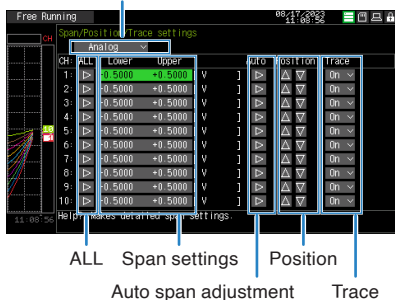 Free Running
08/17/2023
11:08:56
CH
Span/Position/Trace settings
Analog
CH: ALL Lower Upper Auto Position Trace
1: -0.5000 +0.5000 V ] On
2: -0.5000 +0.5000 V ] On
3: -0.5000 +0.5000 V ] On
4: -0.5000 +0.5000 V ] On
5: -0.5000 +0.5000 V ] On
6: -0.5000 +0.5000 V ] On
7: -0.5000 +0.5000 V ] On
8: -0.5000 +0.5000 V ] On
9: -0.5000 +0.5000 V ] On
10: -0.5000 +0.5000 V ] On
10
1
11:08:56
Help: Makes detailed span settings.
ALL Span settings Position
Auto span adjustment Trace